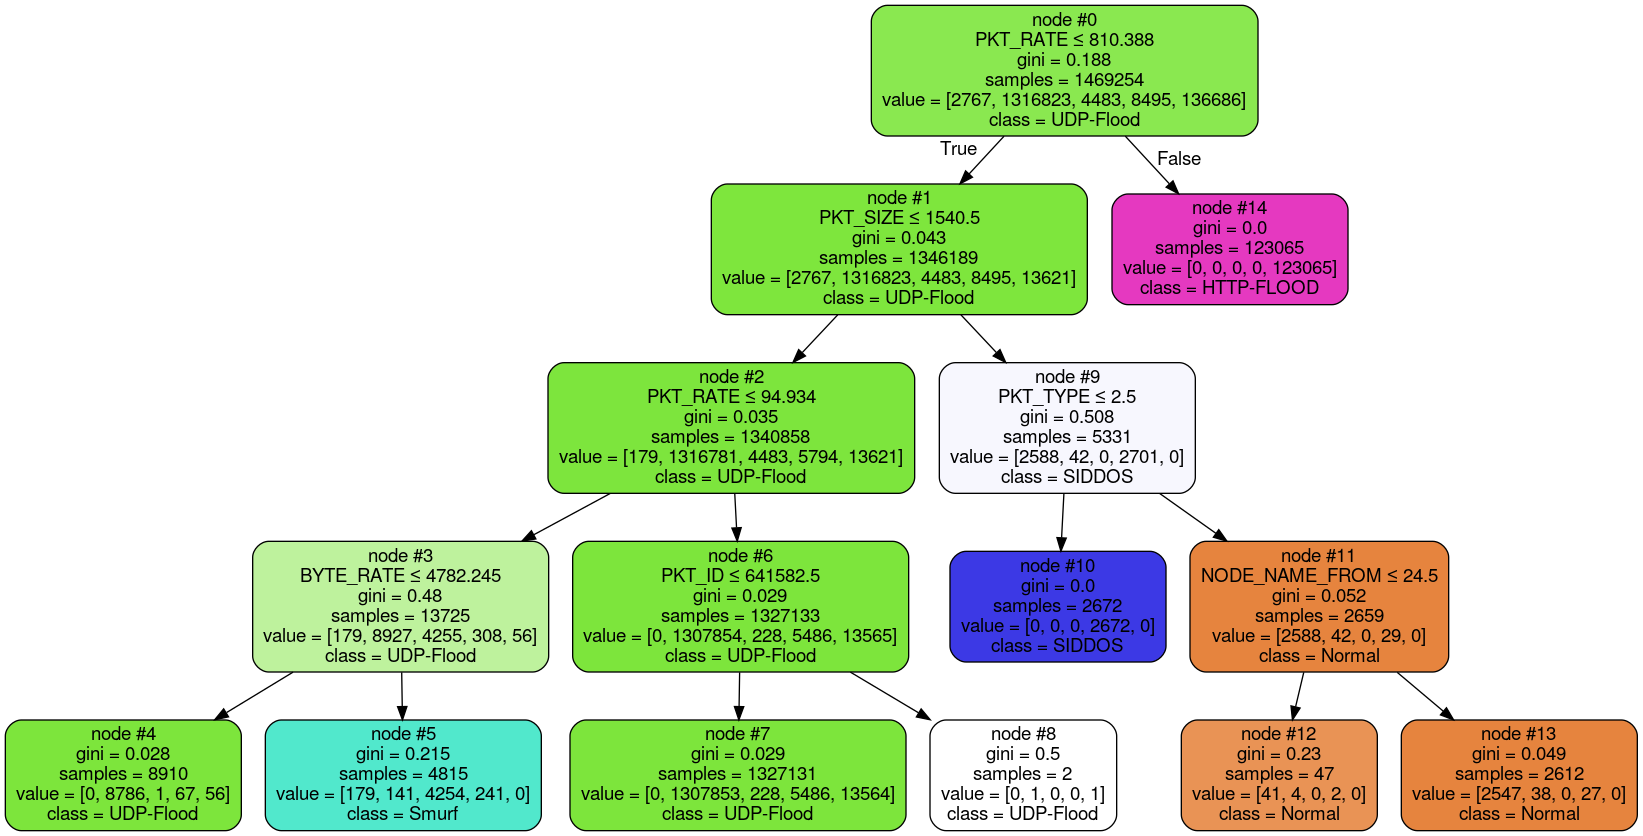 node #0
PKT_RATE ≤ 810.388
gini = 0.188
samples = 1469254
value = [2767, 1316823, 4483, 8495, 136686]
class = UDP-Flood
True
False
node #1
PKT_SIZE ≤ 1540.5
gini = 0.043
samples = 1346189
value = [2767, 1316823, 4483, 8495, 13621]
class = UDP-Flood
node #14
gini = 0.0
samples = 123065
value = [0, 0, 0, 0, 123065]
class = HTTP-FLOOD
node #2
PKT_RATE ≤ 94.934
gini = 0.035
samples = 1340858
value = [179, 1316781, 4483, 5794, 13621]
class = UDP-Flood
node #9
PKT_TYPE ≤ 2.5
gini = 0.508
samples = 5331
value = [2588, 42, 0, 2701, 0]
class = SIDDOS
node #3
BYTE_RATE ≤ 4782.245
gini = 0.48
samples = 13725
value = [179, 8927, 4255, 308, 56]
class = UDP-Flood
node #6
PKT_ID ≤ 641582.5
gini = 0.029
samples = 1327133
value = [0, 1307854, 228, 5486, 13565]
class = UDP-Flood
node #10
gini = 0.0
samples = 2672
value = [0, 0, 0, 2672, 0]
class = SIDDOS
node #11
NODE_NAME_FROM ≤ 24.5
gini = 0.052
samples = 2659
value = [2588, 42, 0, 29, 0]
class = Normal
node #4
gini = 0.028
samples = 8910
value = [0, 8786, 1, 67, 56]
class = UDP-Flood
node #5
gini = 0.215
samples = 4815
value = [179, 141, 4254, 241, 0]
class = Smurf
node #7
gini = 0.029
samples = 1327131
value = [0, 1307853, 228, 5486, 13564]
class = UDP-Flood
node #8
gini = 0.5
samples = 2
value = [0, 1, 0, 0, 1]
class = UDP-Flood
node #12
gini = 0.23
samples = 47
value = [41, 4, 0, 2, 0]
class = Normal
node #13
gini = 0.049
samples = 2612
value = [2547, 38, 0, 27, 0]
class = Normal